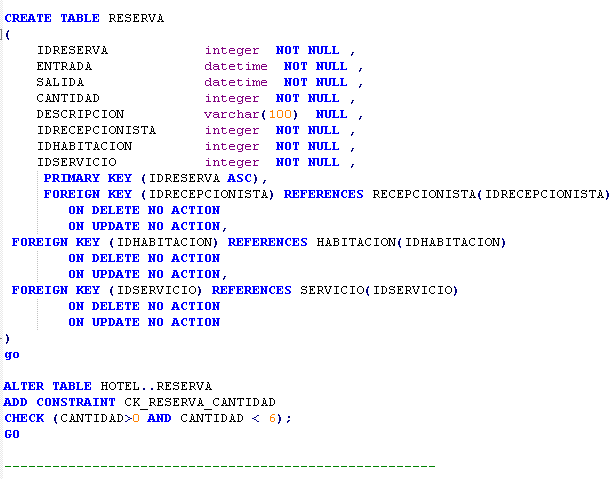 CREATE TABLE RESERVA
(
IDRESERVA integer NOT NULL ,
ENTRADA datetime NOT NULL ,
SALIDA datetime NOT NULL ,
CANTIDAD integer NOT NULL ,
DESCRIPCION varchar(100) NULL ,
IDRECEPCIONISTA integer NOT NULL ,
IDHABITACION integer NOT NULL ,
IDSERVICIO integer NOT NULL ,
PRIMARY KEY (IDRESERVA ASC),
FOREIGN KEY (IDRECEPCIONISTA) REFERENCES RECEPCIONISTA(IDRECEPCIONISTA)
ON DELETE NO ACTION
ON UPDATE NO ACTION,
FOREIGN KEY (IDHABITACION) REFERENCES HABITACION(IDHABITACION)
ON DELETE NO ACTION
ON UPDATE NO ACTION,
FOREIGN KEY (IDSERVICIO) REFERENCES SERVICIO(IDSERVICIO)
ON DELETE NO ACTION
ON UPDATE NO ACTION
)
go
ALTER TABLE HOTEL..RESERVA
ADD CONSTRAINT CK_RESERVA_CANTIDAD
CHECK (CANTIDAD>0 AND CANTIDAD < 6);
GO
------------------------------------------------------